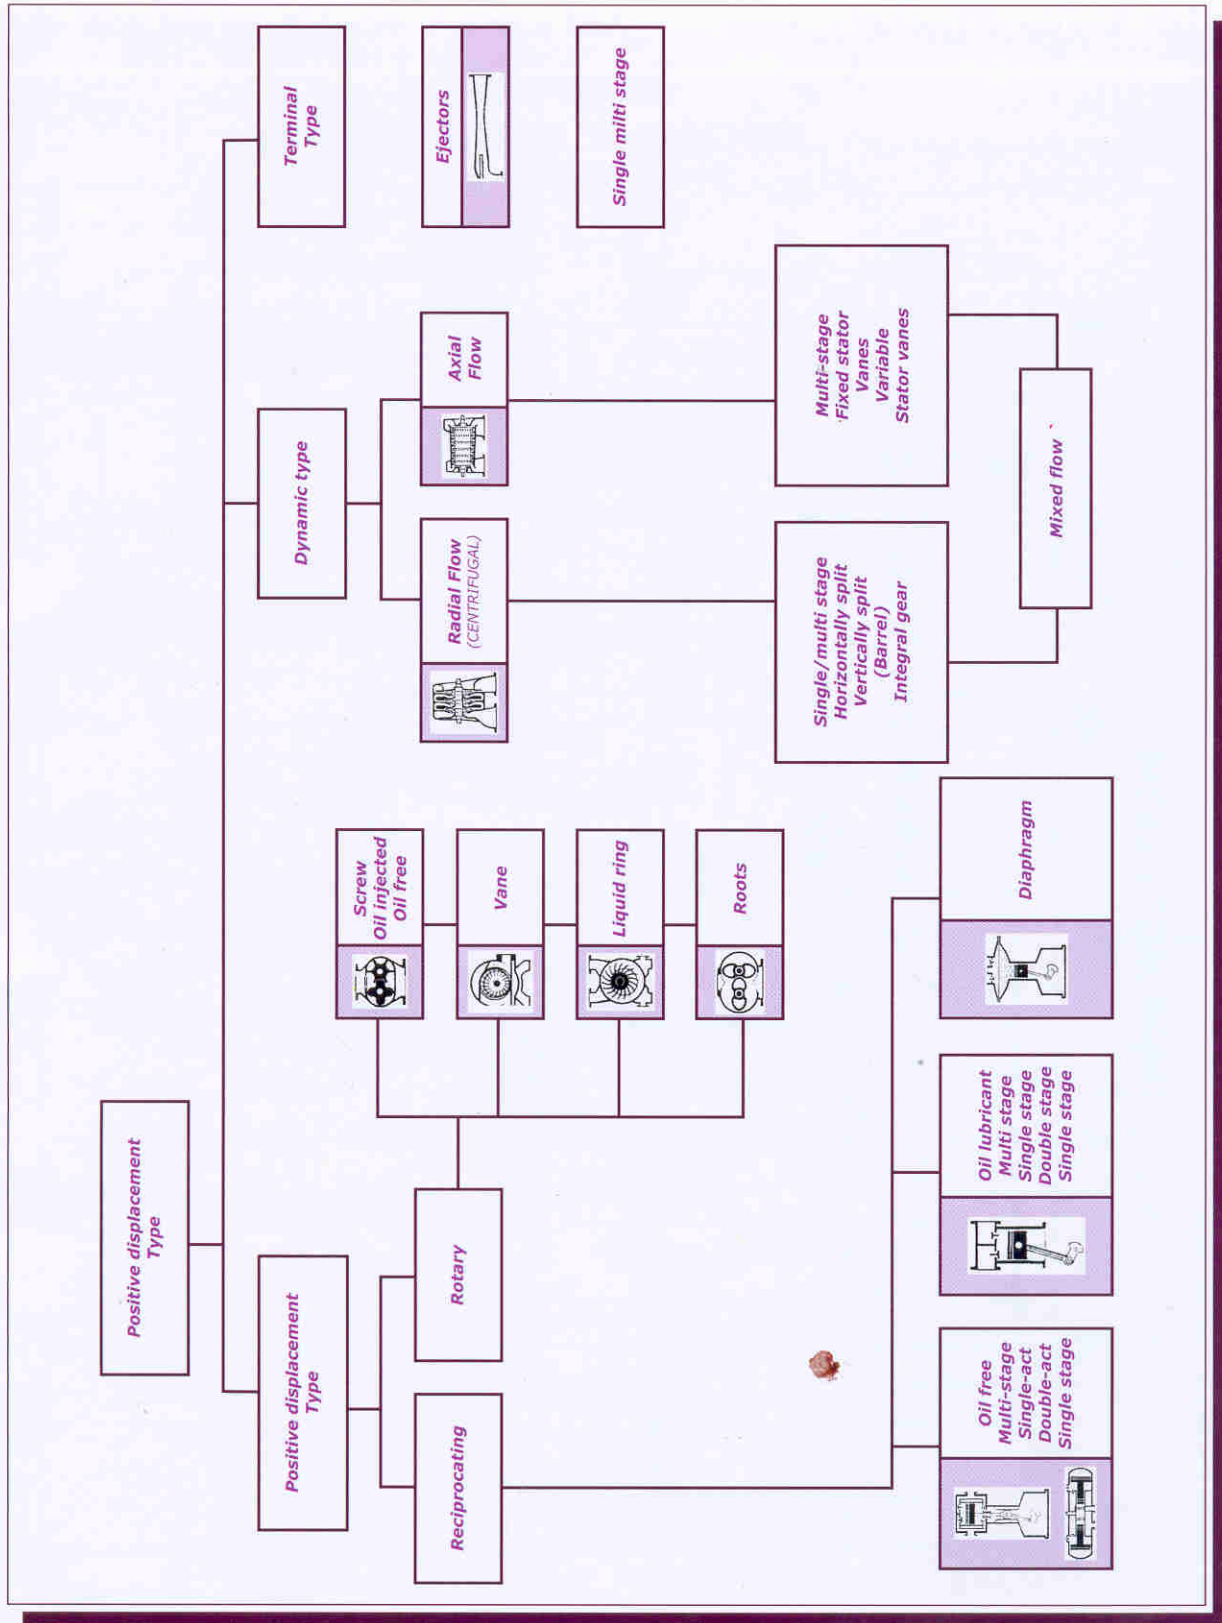 Positive displacement
Type
Positive displacement
Type
Dynamic type
Terminal
Type
Reciprocating
Rotary
Screw
Oil injected
Oil free
Vane
Liquid ring
Roots
Radial Flow
(CENTRIFUGAL)
Axial
Flow
Ejectors
Single milti stage
Single/multi stage
Horizontally split
Vertically split
(Barrel)
Integral gear
Multi-stage
Fixed stator
Vanes
Variable
Stator vanes
Mixed flow
Oil free
Multi-stage
Single-act
Double-act
Single stage
Oil lubricant
Multi stage
Single stage
Double stage
Single stage
Diaphragm